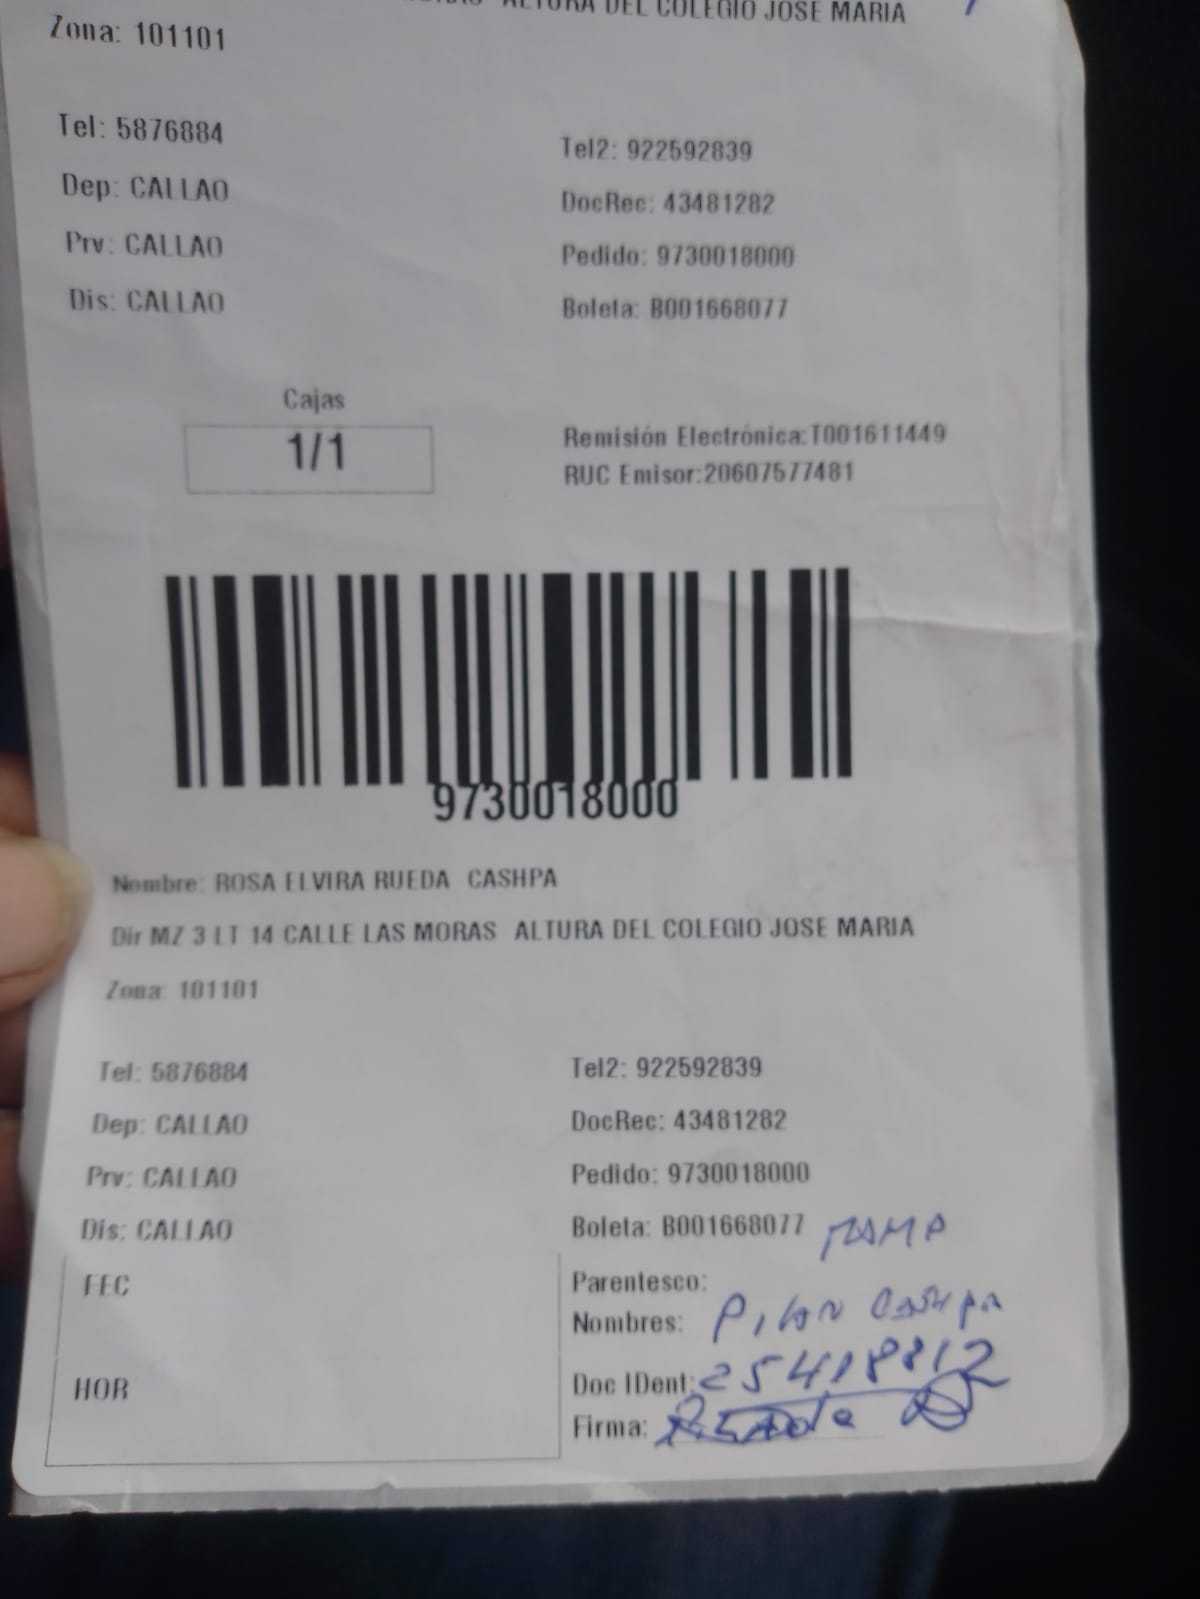 ALTURA DEL COLEGIO JOSE MARIA
Zona: 101101
Tel: 5876884
Tel2: 922592839
Dep: CALLAO
DocRec: 43481282
Prv: CALLAO
Pedido: 9730018000
Dis: CALLAO
Boleta: B001668077
Cajas
1/1
Remisión Electrónica:T001611449
RUC Emisor:20607577481
9730018000
Nombre: ROSA ELVIRA RUEDA CASHPA
Dir MZ 3 LT 14 CALLE LAS MORAS ALTURA DEL COLEGIO JOSE MARIA
Zona: 101101
Tel: 5876884
Tel2: 922592839
Dep: CALLAO
DocRec: 43481282
Prv: CALLAO
Pedido: 9730018000
Dis: CALLAO
Boleta: B001668077
MAMA
FEC
Parentesco:
Nombres: Cashpa
Doc IDent: 25418812
HOR
Firma: